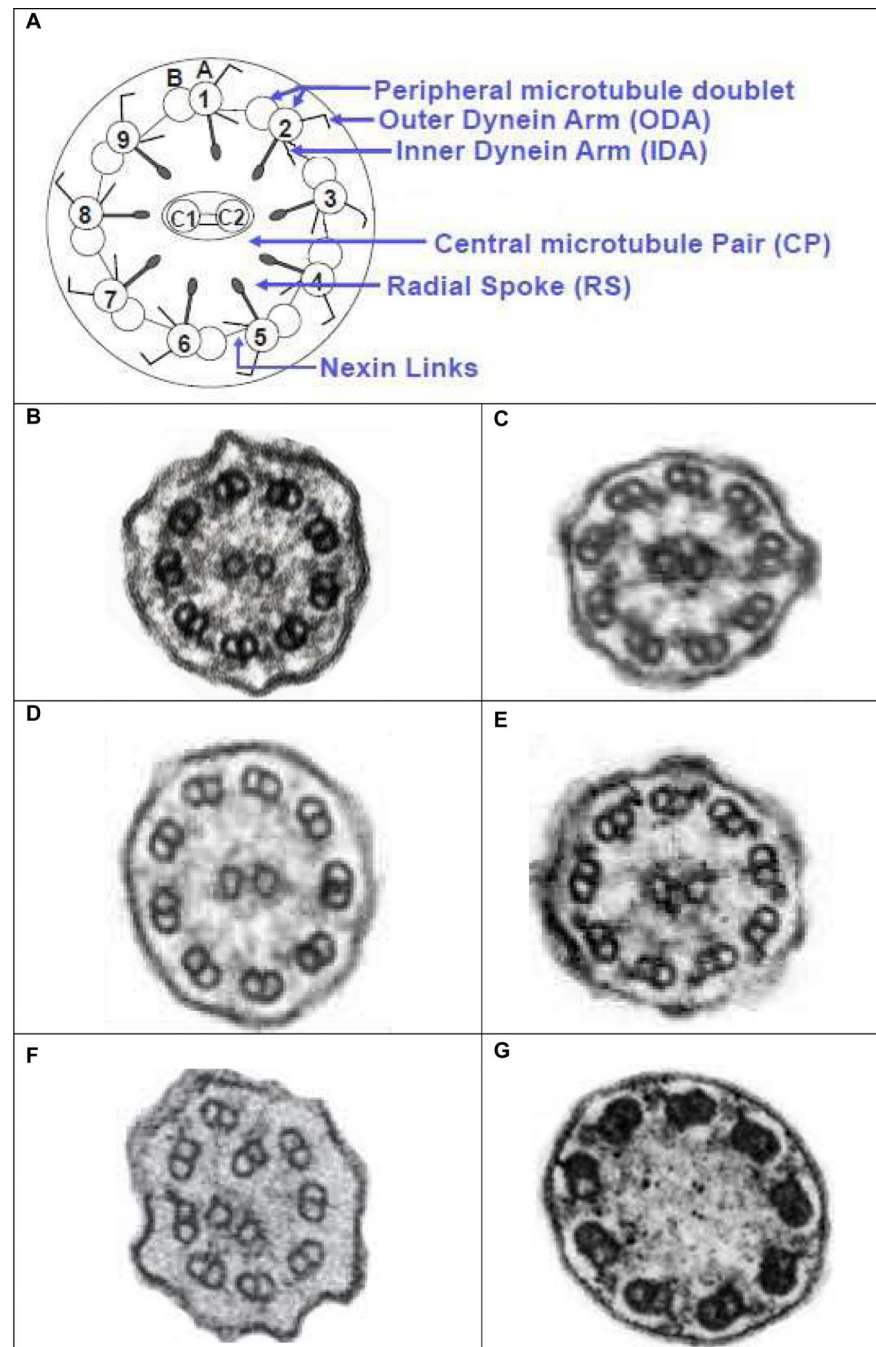 A
B A
1
Peripheral microtubule doublet
2
Outer Dynein Arm (ODA)
9
Inner Dynein Arm (IDA)
3
8
C1 C2
Central microtubule Pair (CP)
4
Radial Spoke (RS)
7
6
5
Nexin Links
B
C
D
E
F
G